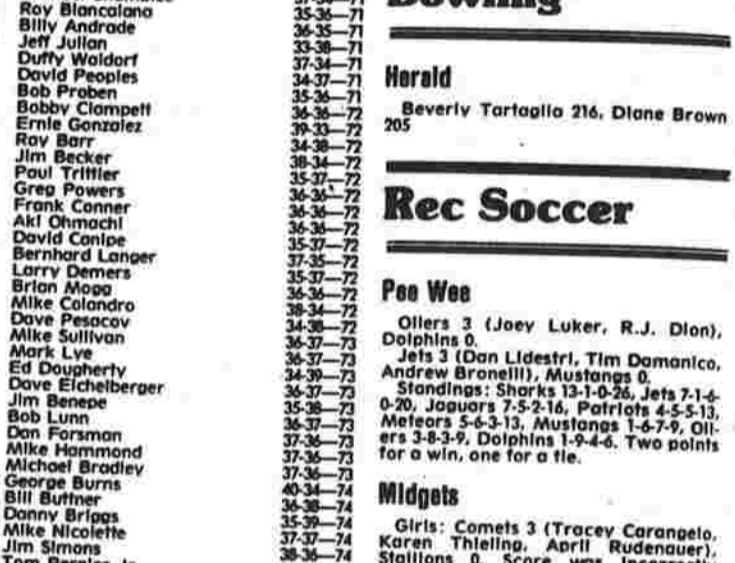 Ray Biancalana 35-36—71
Billy Andrade 36-35—71
Jeff Julian 33-38—71
Duffy Waldorf 37-34—71
David Peoples 34-37—71
Bob Proben 35-36—71
Bobby Clampett 36-36—72
Ernie Gonzalez 39-33—72
Ray Barr 34-38—72
Jim Becker 38-34—72
Paul Trittler 35-37—72
Greg Powers 36-36—72
Frank Conner 36-36—72
Aki Ohmachi 36-36—72
David Canipe 35-37—72
Bernhard Langer 37-35—72
Larry Demers 35-37—72
Brian Mogg 36-36—72
Mike Colandro 38-34—72
Dave Pesacov 34-38—72
Mike Sullivan 36-37—73
Mark Lye 36-37—73
Ed Dougherty 34-39—73
Dave Eichelberger 36-37—73
Jim Benepe 35-38—73
Bob Lunn 36-37—73
Dan Forsman 37-36—73
Mike Hammond 37-36—73
Michael Bradley 37-36—73
George Burns 40-34—74
Bill Buttner 36-38—74
Danny Briggs 35-39—74
Mike Nicolette 37-37—74
Jim Simons 38-36—74
Bowling
Herald
Beverly Tartaglia 216, Diane Brown
205
Rec Soccer
Pee Wee
Oilers 3 (Joey Luker, R.J. Dion),
Dolphins 0.
Jets 3 (Dan Lidestri, Tim Damanico,
Andrew Bronelli), Mustangs 0.
Standings: Sharks 13-1-0-26, Jets 7-1-6-
0-20, Jaguars 7-5-2-16, Patriots 4-5-5-13,
Meteors 5-6-3-13, Mustangs 1-6-7-9, Oil-
ers 3-8-3-9, Dolphins 1-9-4-6. Two points
for a win, one for a tie.
Midgets
Girls: Comets 3 (Tracey Carangelo,
Karen Thieling, April Rudenauer),
Stallions 0. Score was incorrectly